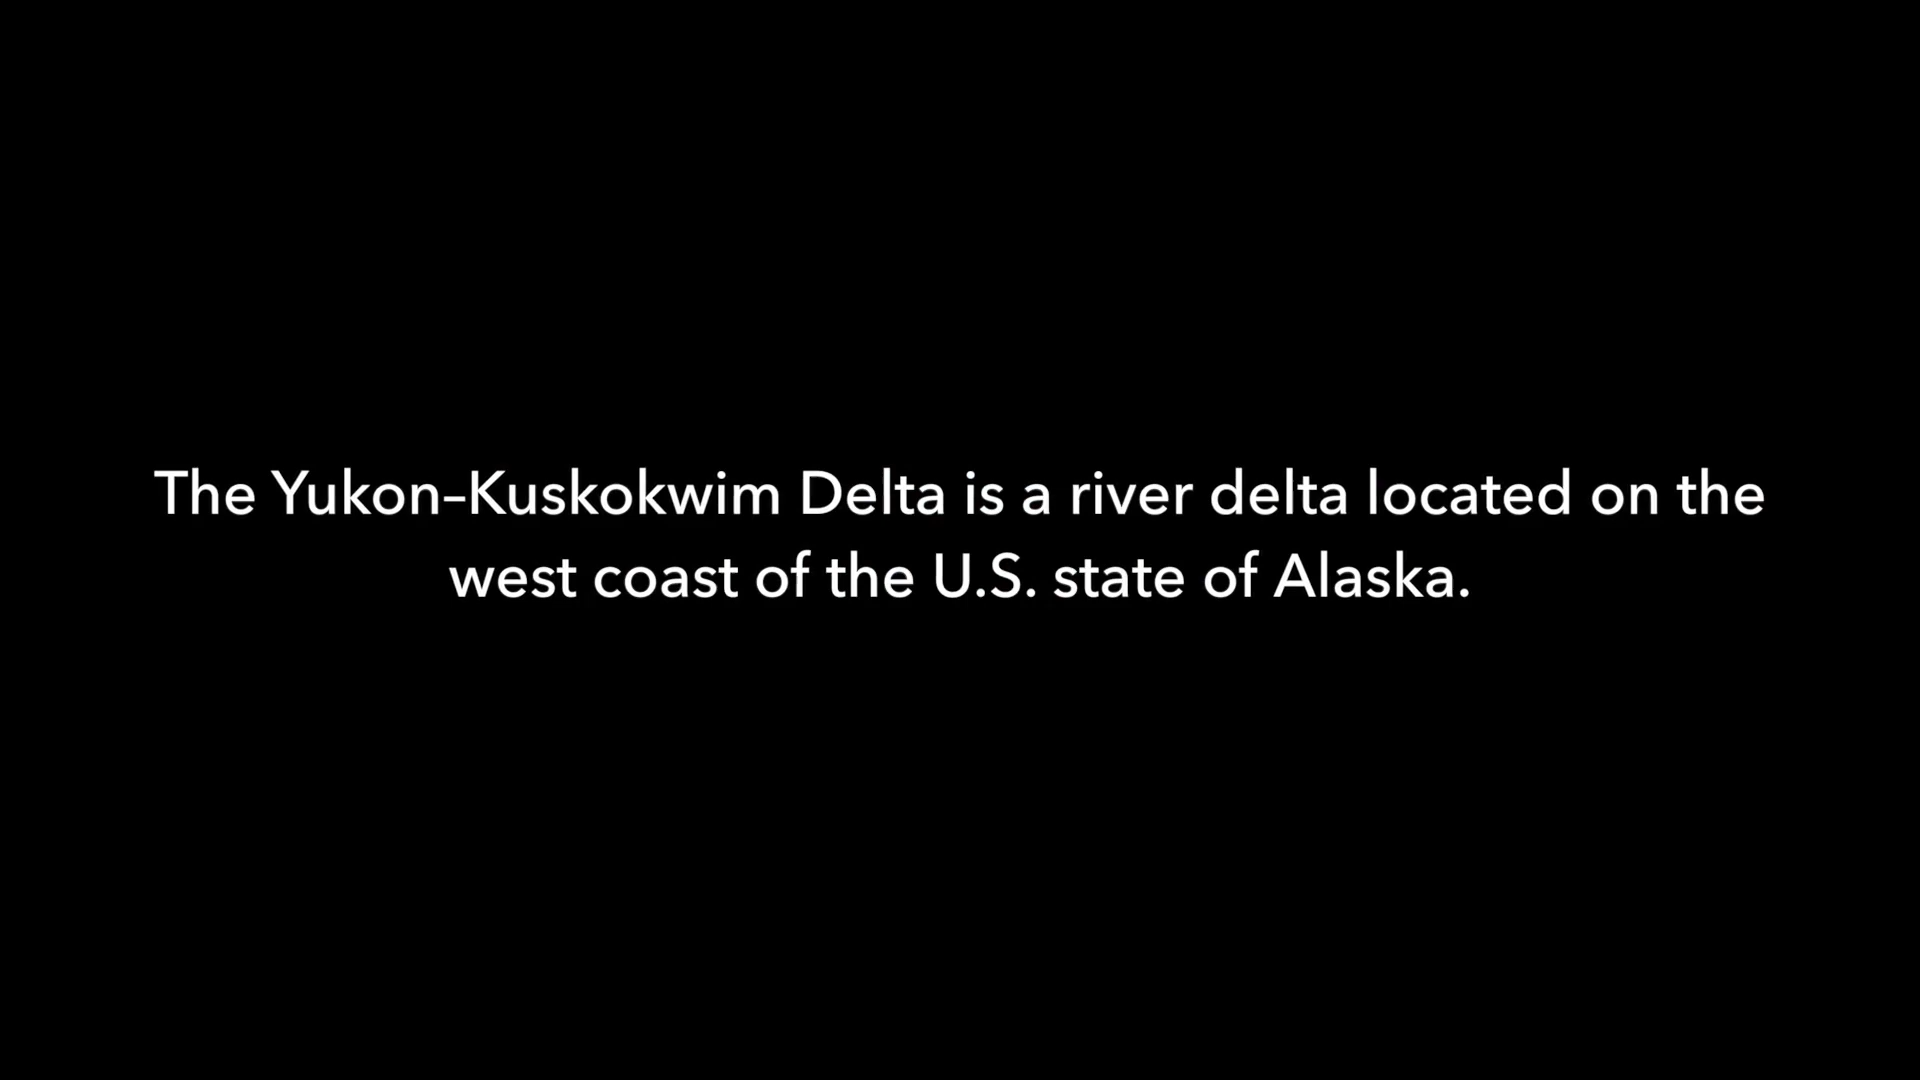 The Yukon–Kuskokwim Delta is a river delta located on the
west coast of the U.S. state of Alaska.